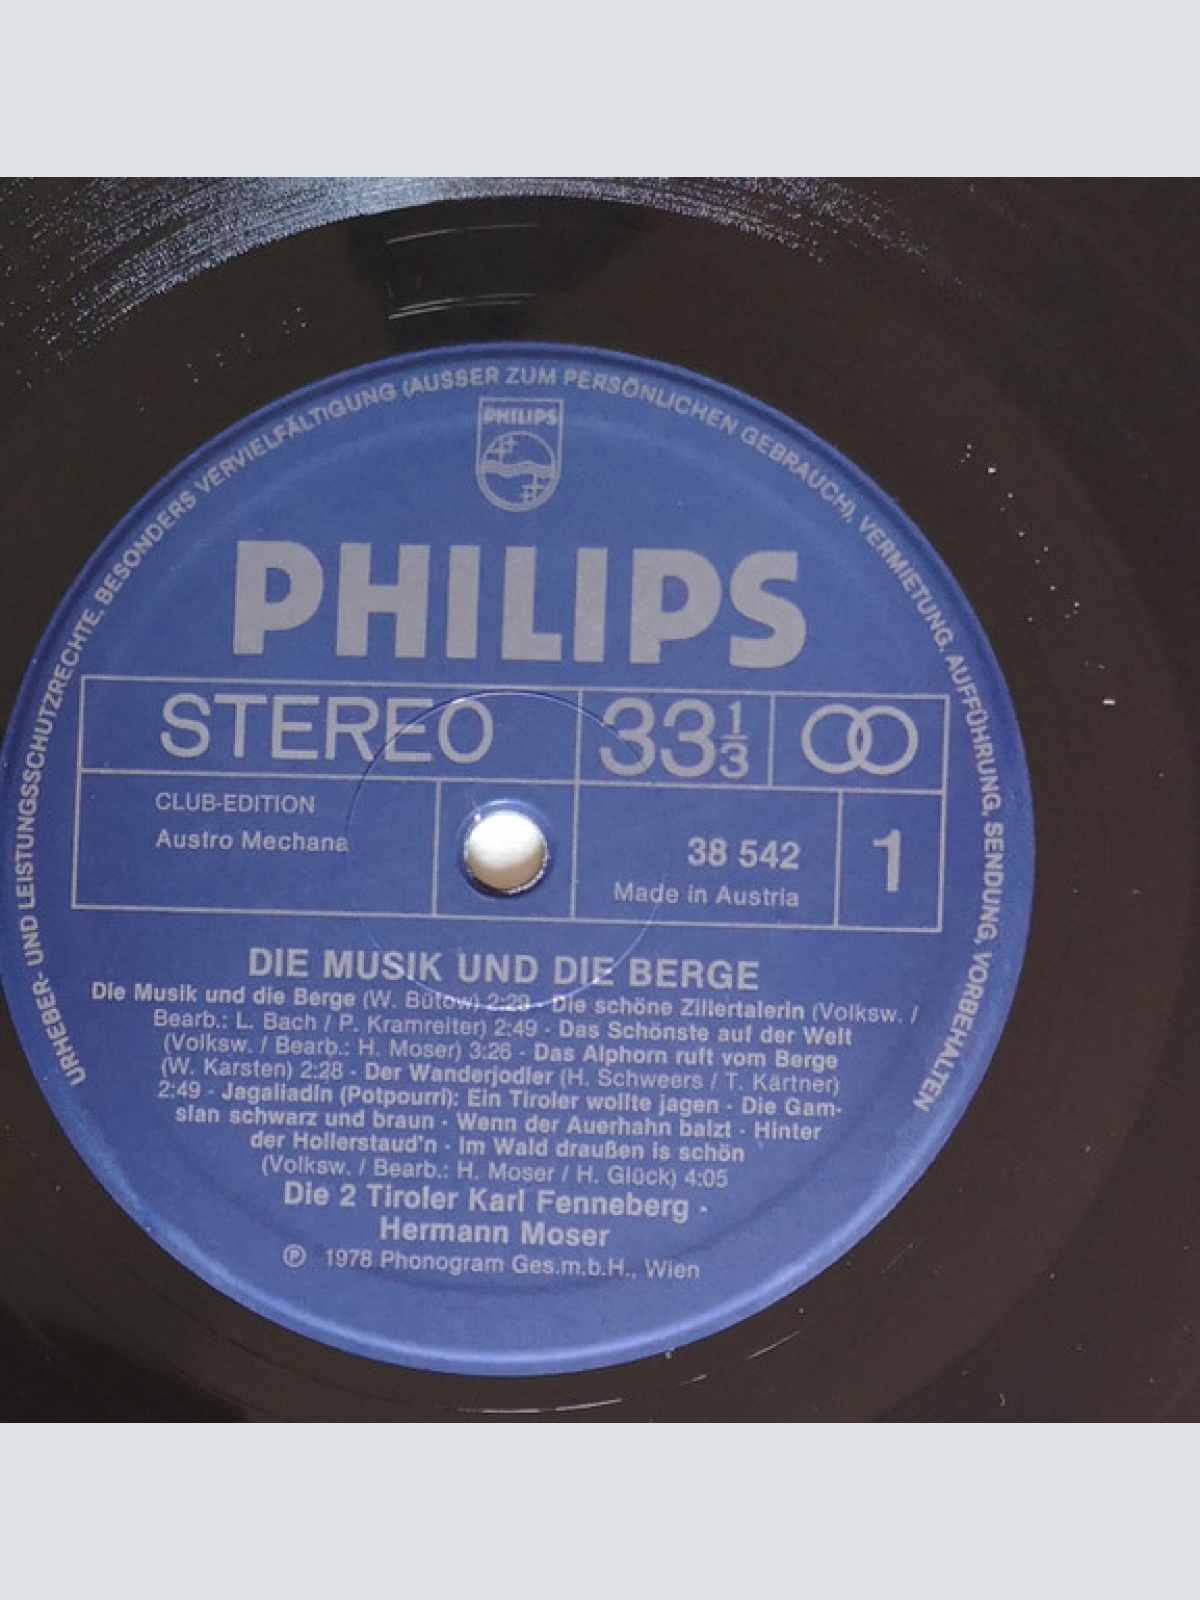 URHEBER- UND LEISTUNGSSCHUTZRECHTE, BESONDERS VERVIELFÄLTIGUNG (AUSSER ZUM PERSÖNLICHEN GEBRAUCH), VERMIETUNG, AUFFÜHRUNG, SENDUNG, VORBEHALTEN
PHILIPS
PHILIPS
STEREO 33 1/3
CLUB-EDITION
Austro Mechana
38 542
Made in Austria
1
DIE MUSIK UND DIE BERGE
Die Musik und die Berge (W. Bütow) 2:29 - Die schöne Zillertalerin (Volksw. /
Bearb.: L. Bach / P. Kramreiter) 2:49 - Das Schönste auf der Welt
(Volksw. / Bearb.: H. Moser) 3:26 - Das Alphorn ruft vom Berge
(W. Karsten) 2:28 - Der Wanderjodler (H. Schweers / T. Kärtner)
2:49 - Jagaliadln (Potpourri): Ein Tiroler wollte jagen - Die Gam-
slan schwarz und braun - Wenn der Auerhahn balzt - Hinter
der Hollerstaud'n - Im Wald draußen is schön
(Volksw. / Bearb.: H. Moser / H. Glück) 4:05
Die 2 Tiroler Karl Fenneberg -
Hermann Moser
℗ 1978 Phonogram Ges.m.b.H., Wien